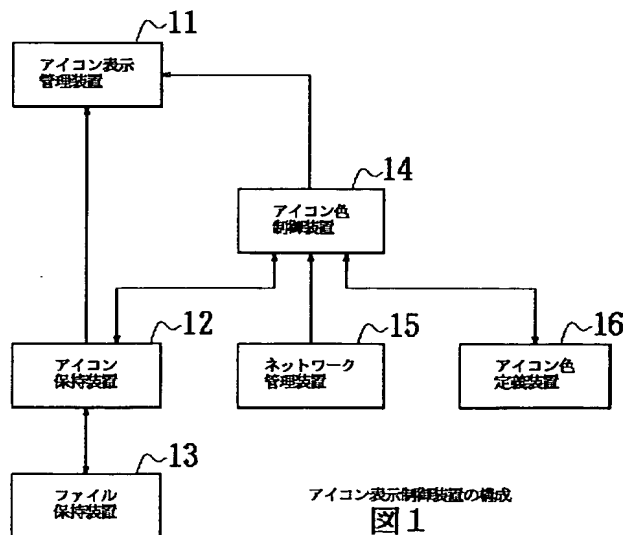 11
アイコン表示
管理装置
14
アイコン色
制御装置
12
アイコン
保持装置
15
ネットワーク
管理装置
16
アイコン色
定義装置
13
ファイル
保持装置
アイコン表示制御装置の構成
図1